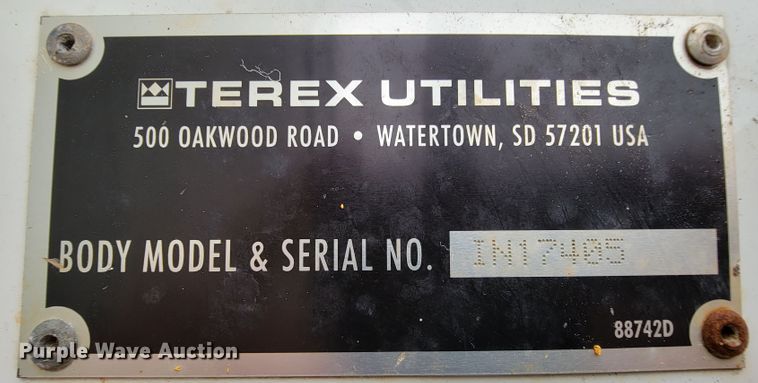 TEREX UTILITIES
500 OAKWOOD ROAD • WATERTOWN, SD 57201 USA
BODY MODEL & SERIAL NO. IN17405
88742D
Purple Wave Auction